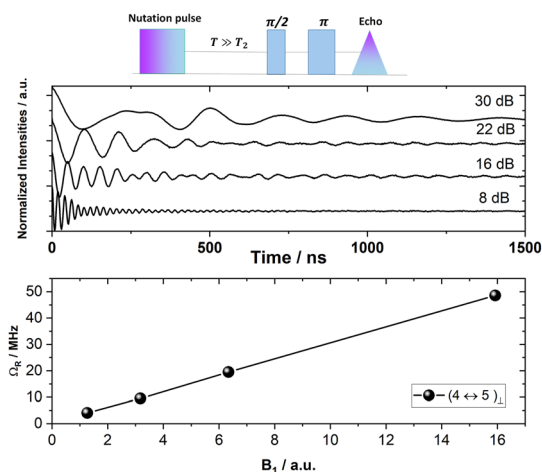 Nutation pulse
T ≫ T₂
π/2
π
Echo
Normalized Intensities / a.u.
30 dB
22 dB
16 dB
8 dB
0 500 1000 1500
Time / ns
Ω_R / MHz
50
40
30
20
10
0
(4 ↔ 5)⊥
0 2 4 6 8 10 12 14 16
B₁ / a.u.